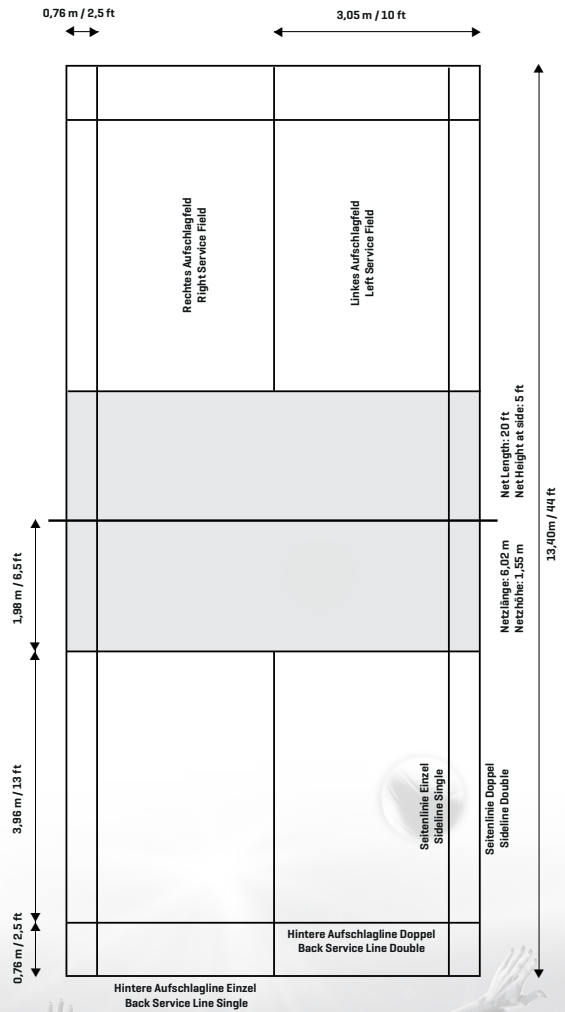 0,76 m / 2,5 ft
3,05 m / 10 ft
Rechtes Aufschlagfeld
Right Service Field
Linkes Aufschlagfeld
Left Service Field
Net Length: 20 ft
Net Height at side: 5 ft
13,40m / 44 ft
1,98 m / 6,5 ft
Netzlänge: 6,02 m
Netzhöhe: 1,55 m
3,96 m / 13 ft
Seitenlinie Einzel
Sideline Single
Seitenlinie Doppel
Sideline Double
0,76 m / 2,5 ft
Hintere Aufschlagline Doppel
Back Service Line Double
Hintere Aufschlagline Einzel
Back Service Line Single